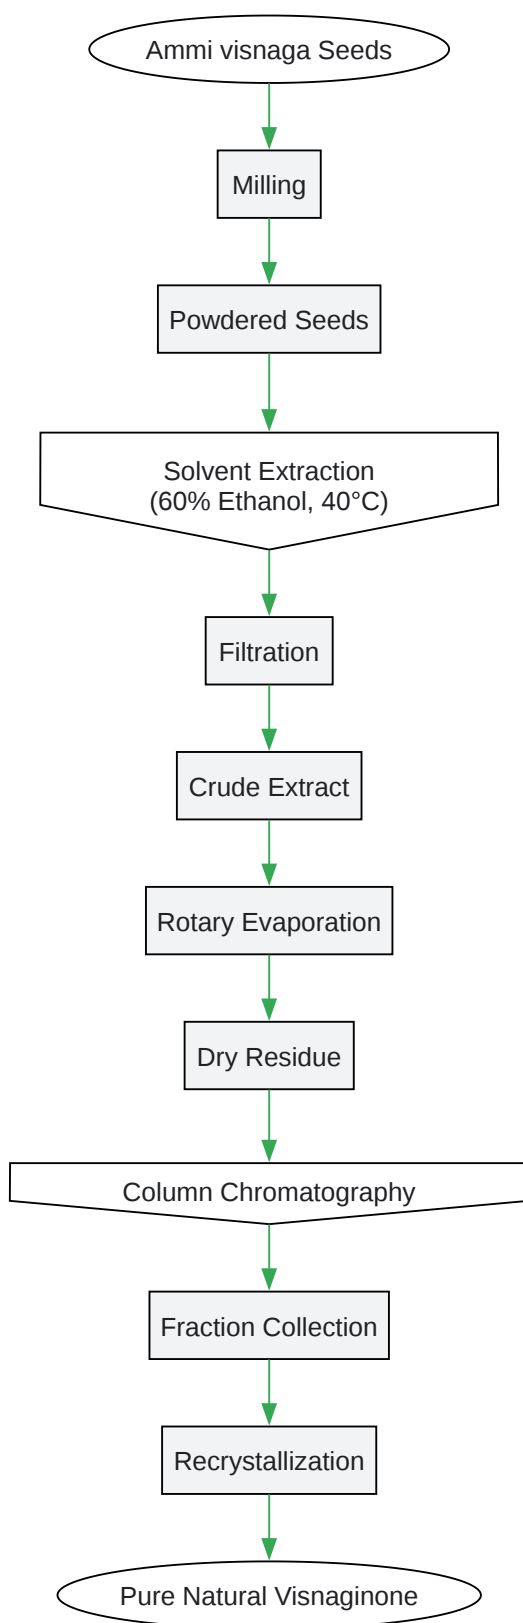 Ammi visnaga Seeds
Milling
Powdered Seeds
Solvent Extraction
(60% Ethanol, 40°C)
Filtration
Crude Extract
Rotary Evaporation
Dry Residue
Column Chromatography
Fraction Collection
Recrystallization
Pure Natural Visnaginone